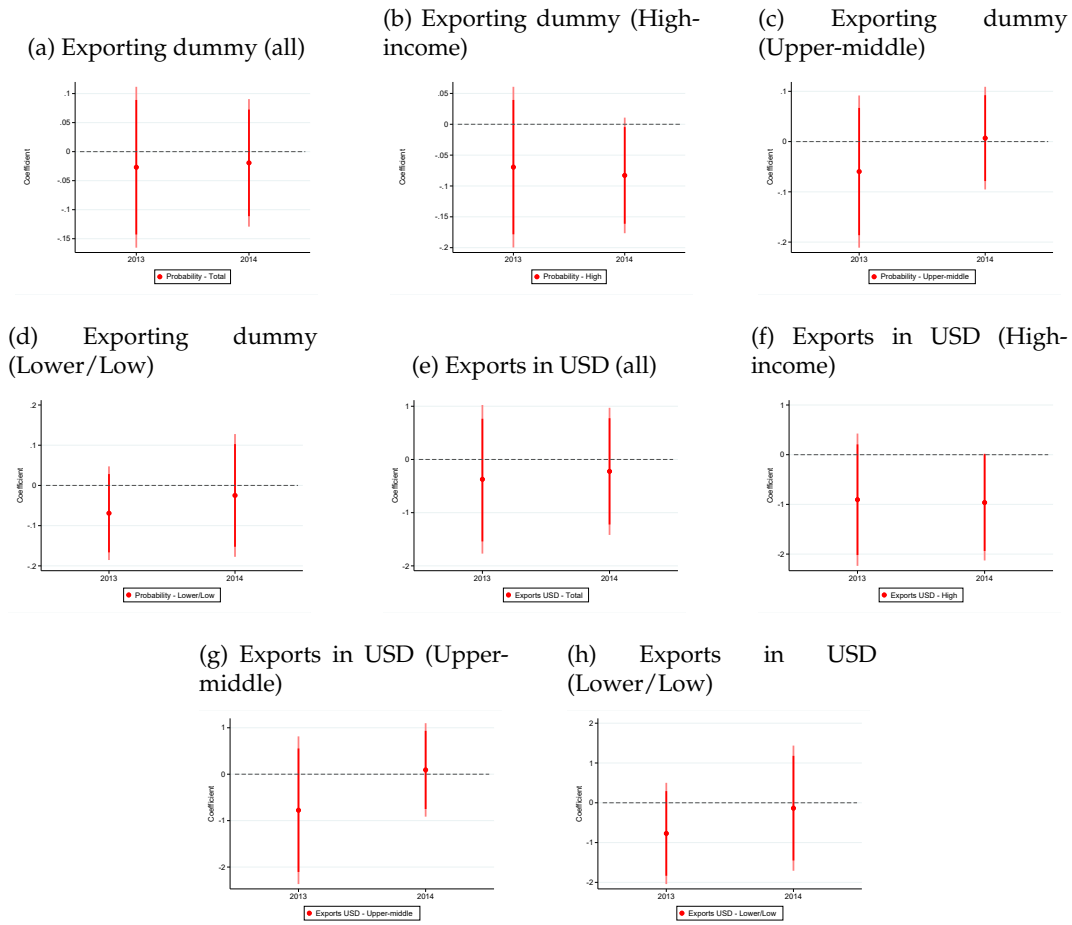 (a) Exporting dummy (all)
(b) Exporting dummy (High-
income)
(c) Exporting dummy
(Upper-middle)
.1
.05
0
-.05
-.1
-.15
Coefficient
2013 2014
Probability - Total
.05
0
-.05
-.1
-.15
-.2
Coefficient
2013 2014
Probability - High
.1
0
-.1
-.2
Coefficient
2013 2014
Probability - Upper-middle
(d) Exporting dummy
(Lower/Low)
(e) Exports in USD (all)
(f) Exports in USD (High-
income)
.2
.1
0
-.1
-.2
Coefficient
2013 2014
Probability - Lower/Low
1
0
-1
-2
Coefficient
2013 2014
Exports USD - Total
1
0
-1
-2
Coefficient
2013 2014
Exports USD - High
(g) Exports in USD (Upper-
middle)
(h) Exports in USD
(Lower/Low)
1
0
-1
-2
Coefficient
2013 2014
Exports USD - Upper-middle
2
1
0
-1
-2
Coefficient
2013 2014
Exports USD - Lower/Low